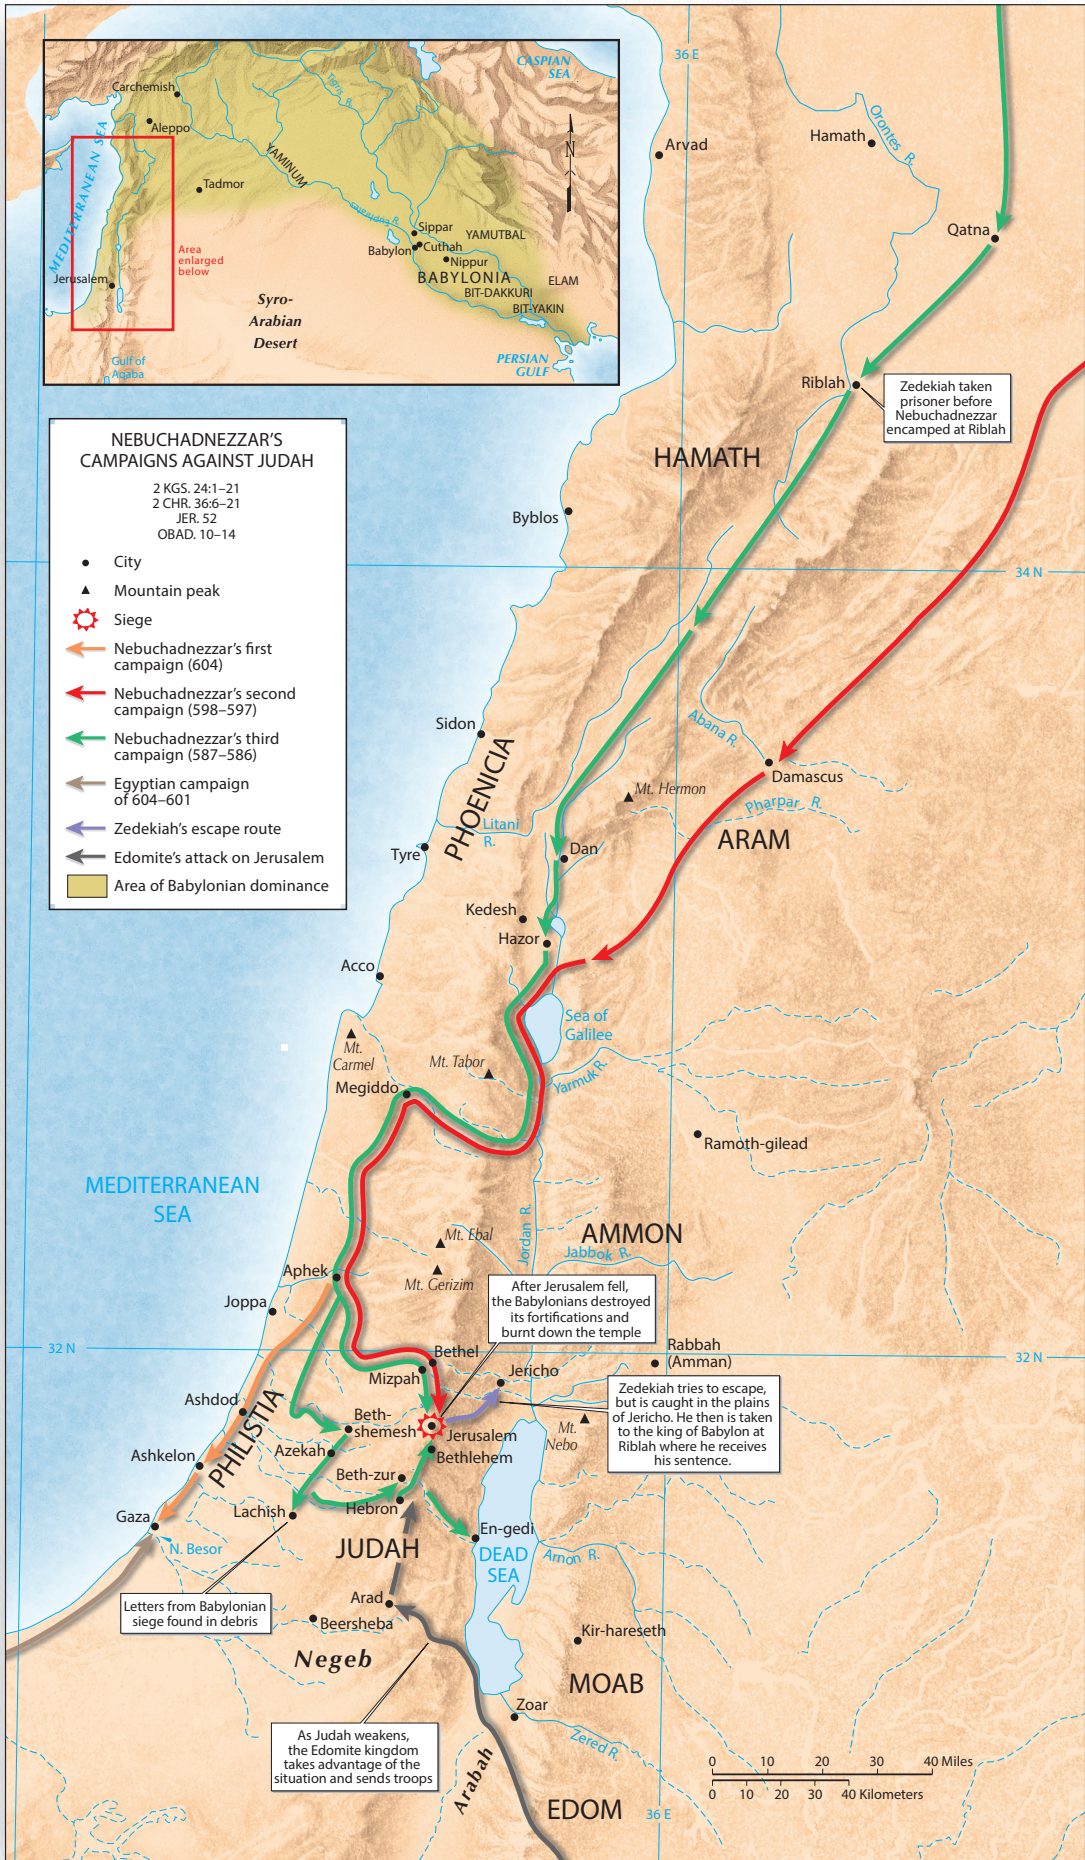 CASPIAN
SEA
Carchemish
Tigris R.
Aleppo
MEDITERRANEAN SEA
YAMINUM
N
Tadmor
Euphrates R.
Sippar
YAMUTBAL
Babylon
Cuthah
Area
enlarged
below
Nippur
Jerusalem
BABYLONIA
ELAM
BIT-DAKKURI
Syro-
Arabian
Desert
BIT-YAKIN
PERSIAN
GULF
Gulf of
Aqaba
36 E
Arvad
Hamath
Orontes R.
Qatna
Riblah
Zedekiah taken
prisoner before
Nebuchadnezzar
encamped at Riblah
NEBUCHADNEZZAR'S
CAMPAIGNS AGAINST JUDAH
2 KGS. 24:1–21
2 CHR. 36:6–21
JER. 52
OBAD. 10–14
City
Mountain peak
Siege
Nebuchadnezzar's first
campaign (604)
Nebuchadnezzar's second
campaign (598–597)
Nebuchadnezzar's third
campaign (587–586)
Egyptian campaign
of 604–601
Zedekiah's escape route
Edomite's attack on Jerusalem
Area of Babylonian dominance
HAMATH
Byblos
34 N
Sidon
Abana R.
PHOENICIA
Damascus
Mt. Hermon
Pharpar R.
Litani
R.
ARAM
Tyre
Dan
Kedesh
Hazor
Acco
Sea of
Galilee
Mt.
Carmel
Mt. Tabor
Yarmuk R.
Megiddo
Ramoth-gilead
MEDITERRANEAN
SEA
Jordan R.
Mt. Ebal
AMMON
Jabbok R.
Aphek
Mt. Gerizim
After Jerusalem fell,
the Babylonians destroyed
its fortifications and
burnt down the temple
Joppa
32 N
Bethel
Rabbah
(Amman)
32 N
Mizpah
Jericho
Zedekiah tries to escape,
but is caught in the plains
of Jericho. He then is taken
to the king of Babylon at
Riblah where he receives
his sentence.
Ashdod
PHILISTIA
Beth-
shemesh
Jerusalem
Mt.
Nebo
Azekah
Bethlehem
Ashkelon
Beth-zur
Lachish
Hebron
Gaza
En-gedi
N. Besor
JUDAH
DEAD
SEA
Arnon R.
Letters from Babylonian
siege found in debris
Arad
Beersheba
Kir-hareseth
Negeb
MOAB
Zoar
As Judah weakens,
the Edomite kingdom
takes advantage of the
situation and sends troops
Zered R.
Arabah
0 10 20 30 40 Miles
0 10 20 30 40 Kilometers
EDOM
36 E